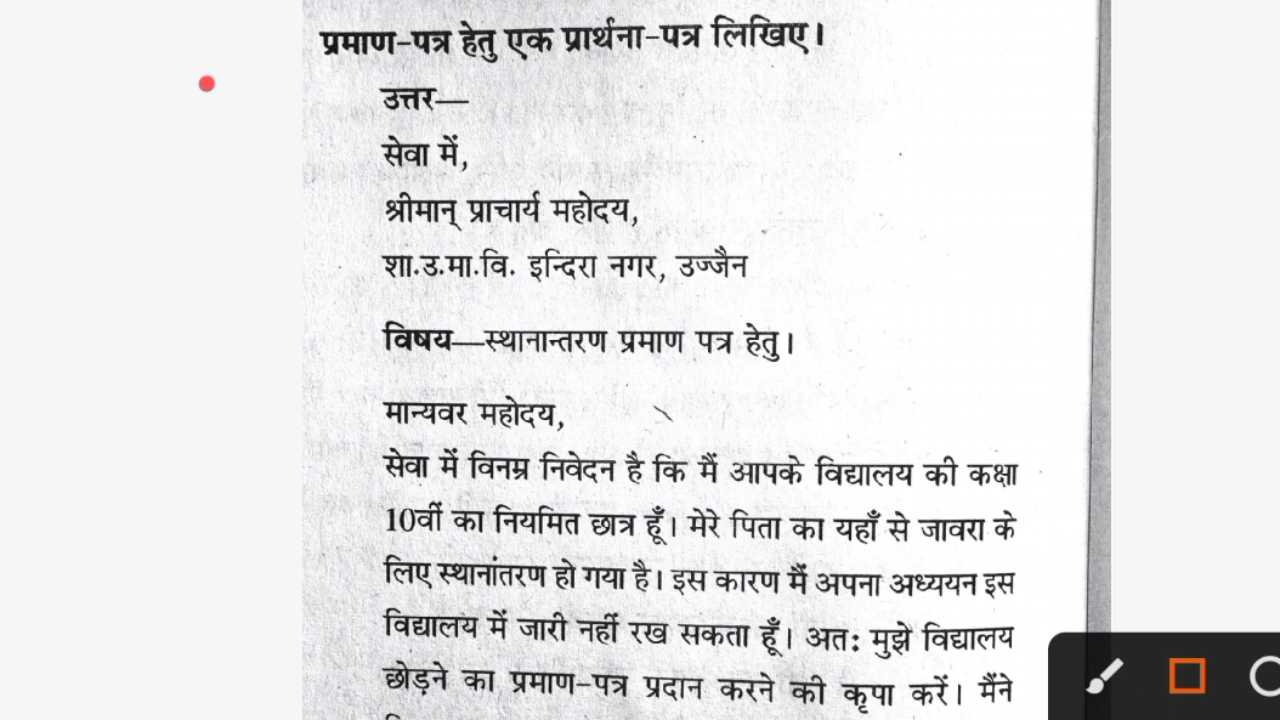 प्रमाण-पत्र हेतु एक प्रार्थना-पत्र लिखिए।
उत्तर—
सेवा में,
श्रीमान् प्राचार्य महोदय,
शा.उ.मा.वि. इन्दिरा नगर, उज्जैन
विषय—स्थानान्तरण प्रमाण पत्र हेतु।
मान्यवर महोदय,
सेवा में विनम्र निवेदन है कि मैं आपके विद्यालय की कक्षा
10वीं का नियमित छात्र हूँ। मेरे पिता का यहाँ से जावरा के
लिए स्थानांतरण हो गया है। इस कारण मैं अपना अध्ययन इस
विद्यालय में जारी नहीं रख सकता हूँ। अतः मुझे विद्यालय
छोड़ने का प्रमाण-पत्र प्रदान करने की कृपा करें। मैंने